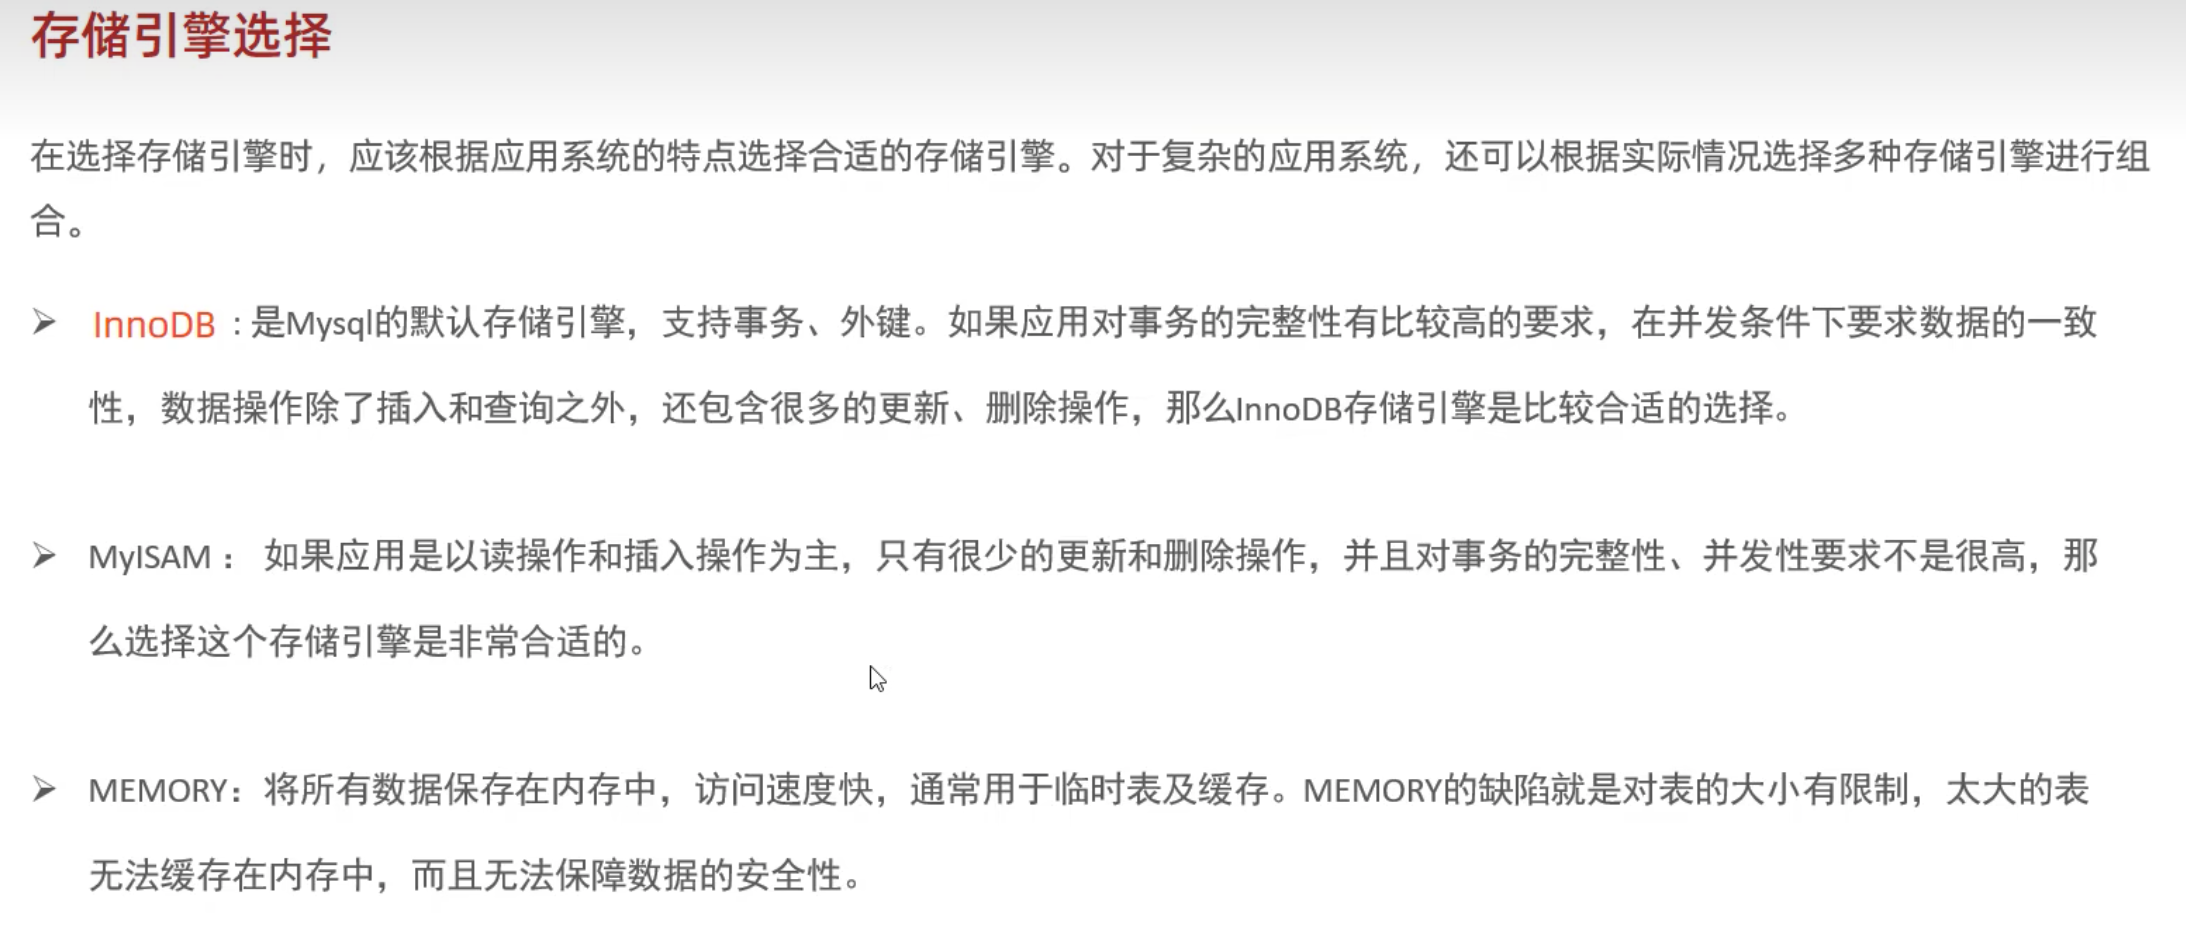 存储引擎选择
在选择存储引擎时，应该根据应用系统的特点选择合适的存储引擎。对于复杂的应用系统，还可以根据实际情况选择多种存储引擎进行组
合。
➢ InnoDB : 是Mysql的默认存储引擎，支持事务、外键。如果应用对事务的完整性有比较高的要求，在并发条件下要求数据的一致
性，数据操作除了插入和查询之外，还包含很多的更新、删除操作，那么InnoDB存储引擎是比较合适的选择。
➢ MyISAM ： 如果应用是以读操作和插入操作为主，只有很少的更新和删除操作，并且对事务的完整性、并发性要求不是很高，那
么选择这个存储引擎是非常合适的。
➢ MEMORY：将所有数据保存在内存中，访问速度快，通常用于临时表及缓存。MEMORY的缺陷就是对表的大小有限制，太大的表
无法缓存在内存中，而且无法保障数据的安全性。